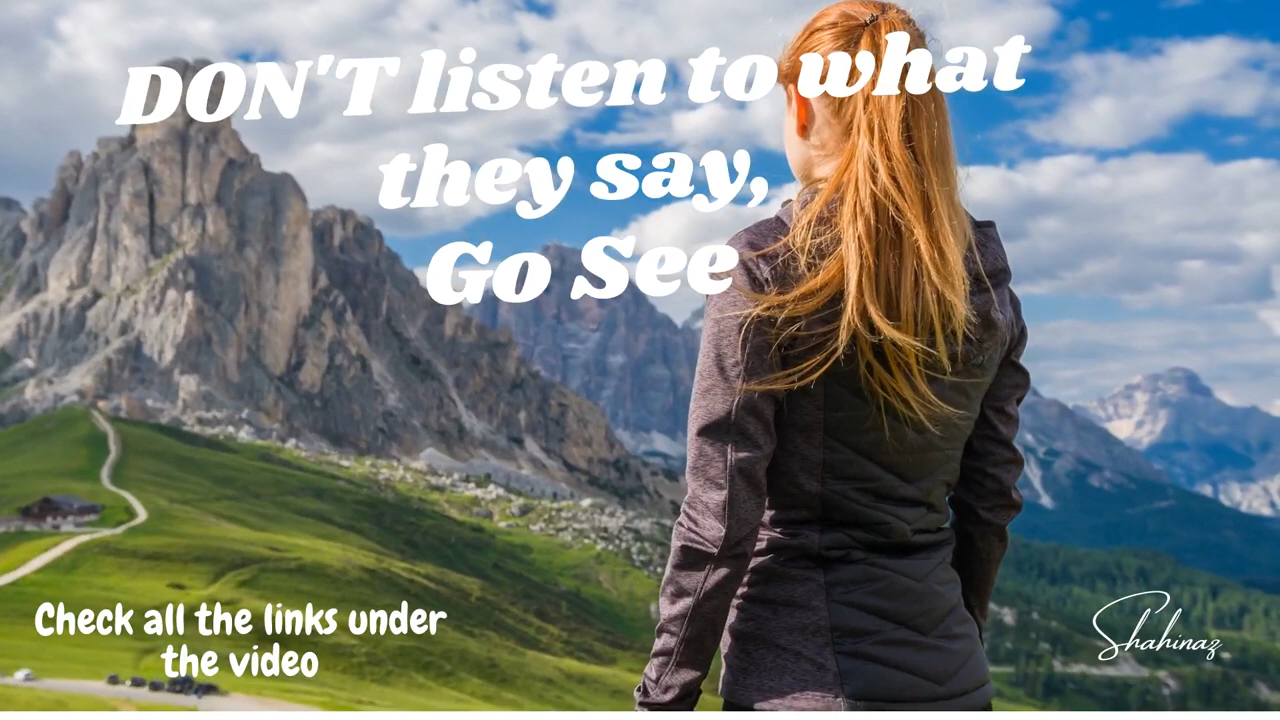 DON'T listen to what
they say,
Go See
Check all the links under
the video
Shahinaz